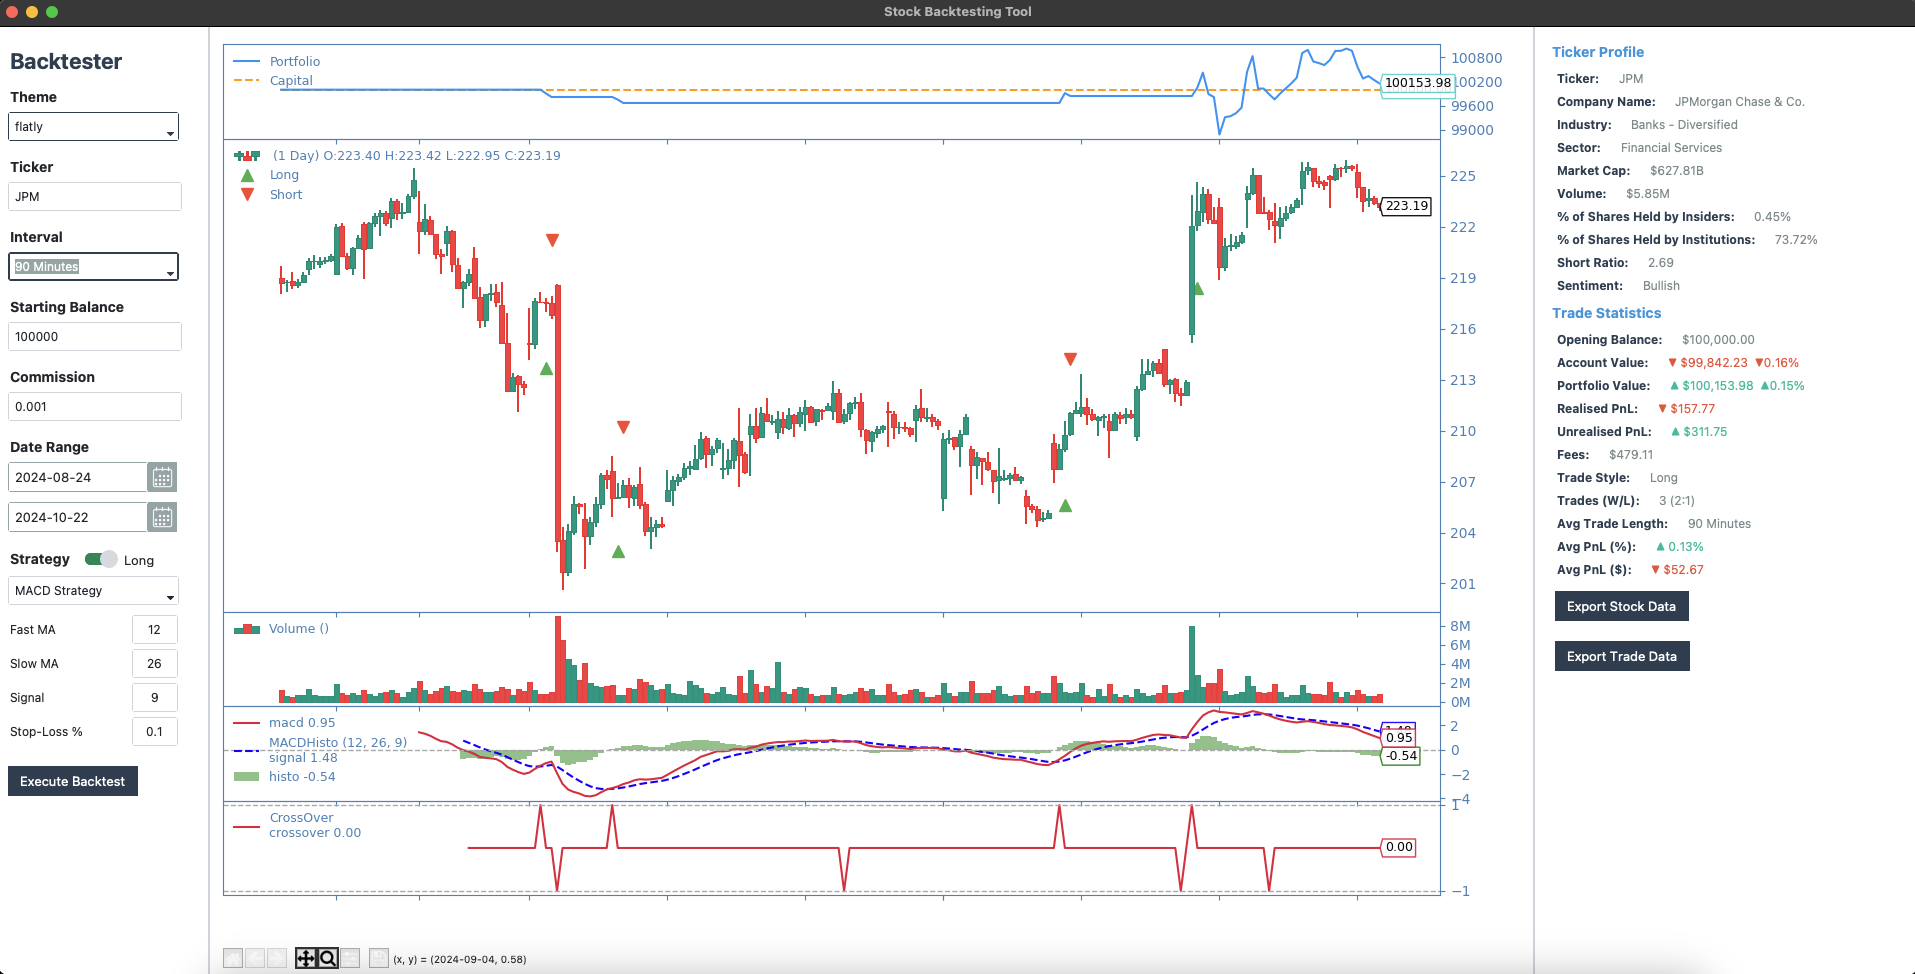 Stock Backtesting Tool
Backtester
Theme
flatly
Ticker
JPM
Interval
90 Minutes
Starting Balance
100000
Commission
0.001
Date Range
2024-08-24
2024-10-22
Strategy Long
MACD Strategy
Fast MA 12
Slow MA 26
Signal 9
Stop-Loss % 0.1
Execute Backtest
Portfolio
Capital
100800
100200
99600
99000
100153.98
(1 Day) O:223.40 H:223.42 L:222.95 C:223.19
Long
Short
225
222
219
216
213
210
207
204
201
223.19
Volume ()
8M
6M
4M
2M
0M
macd 0.95
MACDHisto (12, 26, 9)
signal 1.48
histo -0.54
2
0
−2
−4
0.95
-0.54
CrossOver
crossover 0.00
1
−1
0.00
(x, y) = (2024-09-04, 0.58)
Ticker Profile
Ticker: JPM
Company Name: JPMorgan Chase & Co.
Industry: Banks - Diversified
Sector: Financial Services
Market Cap: $627.81B
Volume: $5.85M
% of Shares Held by Insiders: 0.45%
% of Shares Held by Institutions: 73.72%
Short Ratio: 2.69
Sentiment: Bullish
Trade Statistics
Opening Balance: $100,000.00
Account Value: ▼$99,842.23 ▼0.16%
Portfolio Value: ▲$100,153.98 ▲0.15%
Realised PnL: ▼$157.77
Unrealised PnL: ▲$311.75
Fees: $479.11
Trade Style: Long
Trades (W/L): 3 (2:1)
Avg Trade Length: 90 Minutes
Avg PnL (%): ▲0.13%
Avg PnL ($): ▼$52.67
Export Stock Data
Export Trade Data